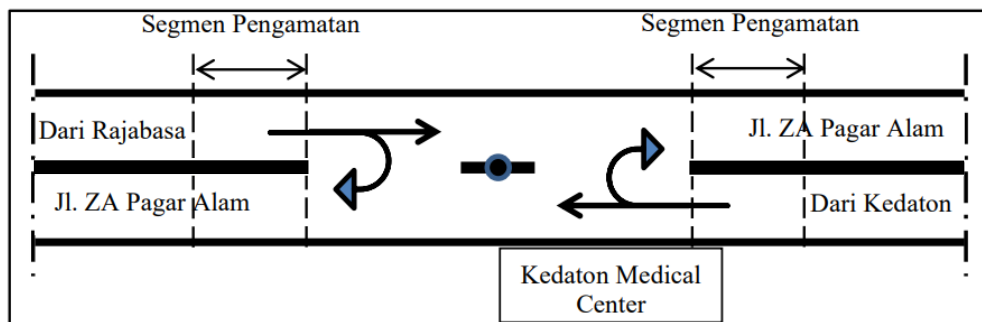 Segmen Pengamatan
Segmen Pengamatan
Dari Rajabasa
Jl. ZA Pagar Alam
Jl. ZA Pagar Alam
Dari Kedaton
Kedaton Medical
Center